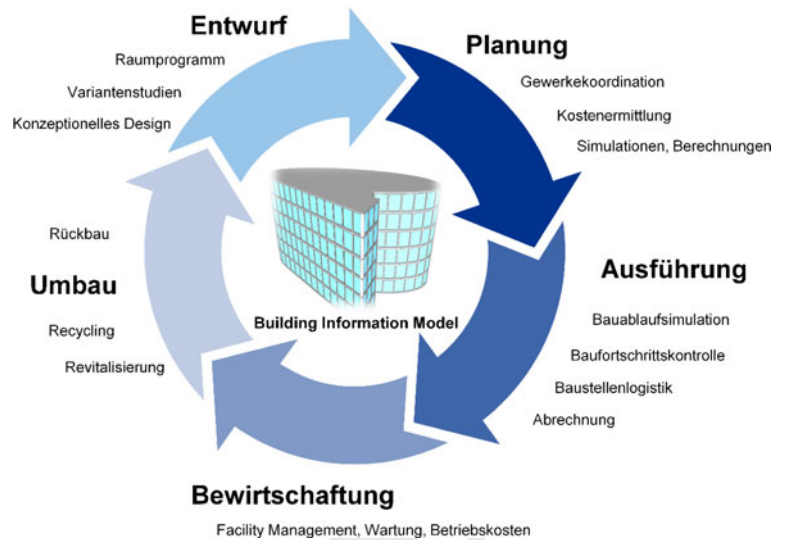 Entwurf
Raumprogramm
Variantenstudien
Konzeptionelles Design
Planung
Gewerkekoordination
Kostenermittlung
Simulationen, Berechnungen
Ausführung
Bauablaufsimulation
Baufortschrittskontrolle
Baustellenlogistik
Abrechnung
Bewirtschaftung
Facility Management, Wartung, Betriebskosten
Rückbau
Umbau
Recycling
Revitalisierung
Building Information Model